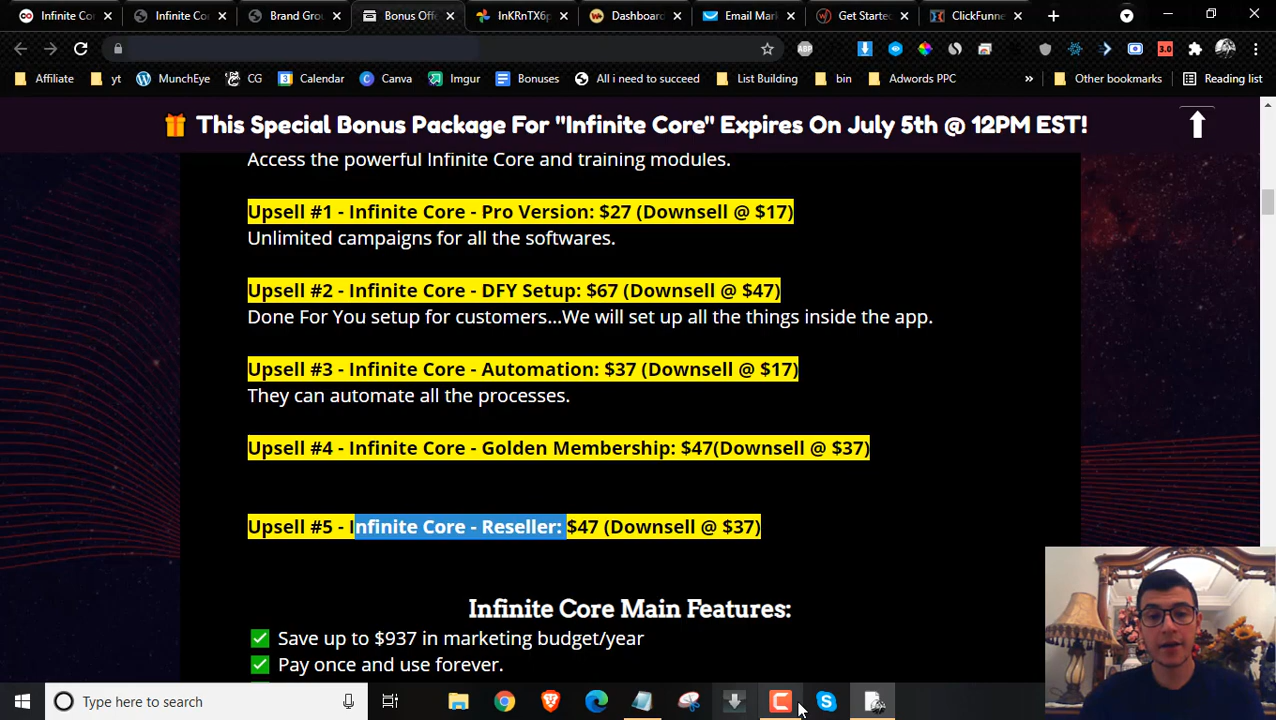 Infinite Co
Infinite Co
Brand Grou
Bonus Off
InKRnTX6p
Dashboard
Email Mark
Get Started
ClickFunne
Affiliate
yt
MunchEye
CG
Calendar
Canva
Imgur
Bonuses
All i need to succeed
List Building
bin
Adwords PPC
»
Other bookmarks
Reading list
3.0
This Special Bonus Package For "Infinite Core" Expires On July 5th @ 12PM EST!
Access the powerful Infinite Core and training modules.
Upsell #1 - Infinite Core - Pro Version: $27 (Downsell @ $17)
Unlimited campaigns for all the softwares.
Upsell #2 - Infinite Core - DFY Setup: $67 (Downsell @ $47)
Done For You setup for customers...We will set up all the things inside the app.
Upsell #3 - Infinite Core - Automation: $37 (Downsell @ $17)
They can automate all the processes.
Upsell #4 - Infinite Core - Golden Membership: $47(Downsell @ $37)
Upsell #5 - Infinite Core - Reseller: $47 (Downsell @ $37)
Infinite Core Main Features:
Save up to $937 in marketing budget/year
Pay once and use forever.
Type here to search